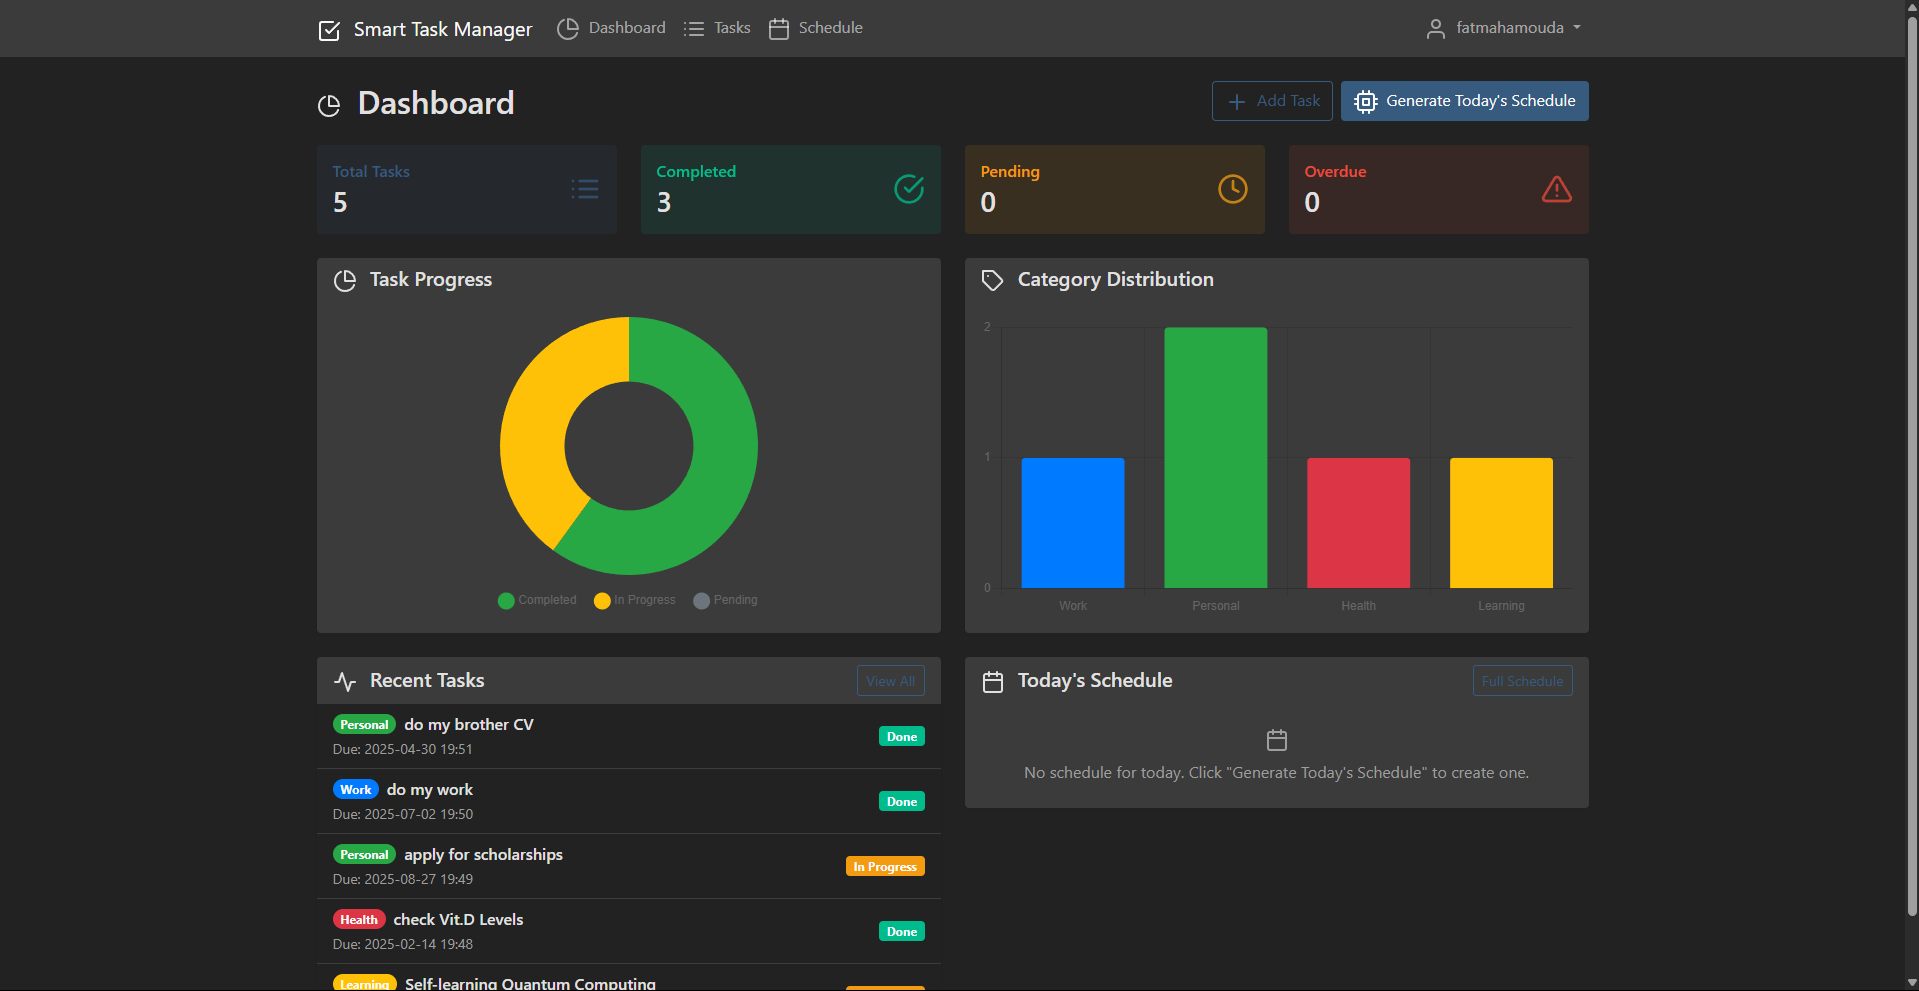 Smart Task Manager Dashboard Tasks Schedule fatmahamouda
Dashboard
Add Task Generate Today's Schedule
Total Tasks
5
Completed
3
Pending
0
Overdue
0
Task Progress
Completed In Progress Pending
Category Distribution
2
1
0
Work Personal Health Learning
Recent Tasks View All
Personal do my brother CV
Due: 2025-04-30 19:51
Done
Work do my work
Due: 2025-07-02 19:50
Done
Personal apply for scholarships
Due: 2025-08-27 19:49
In Progress
Health check Vit.D Levels
Due: 2025-02-14 19:48
Done
Learning Self-learning Quantum Computing
Today's Schedule Full Schedule
No schedule for today. Click "Generate Today's Schedule" to create one.